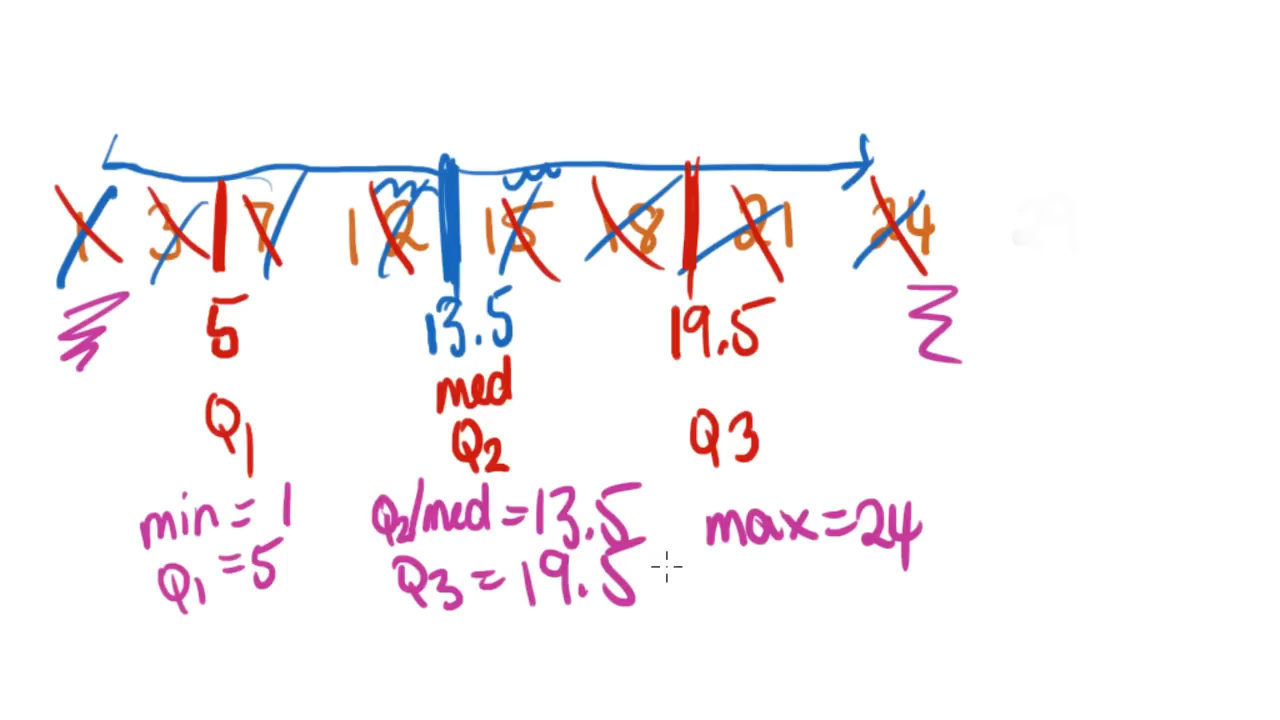 1 3 7 12 15 18 21 24
5 13.5 19.5
med
Q1 Q2 Q3
min = 1 Q2/med = 13.5 max = 24
Q1 = 5 Q3 = 19.5